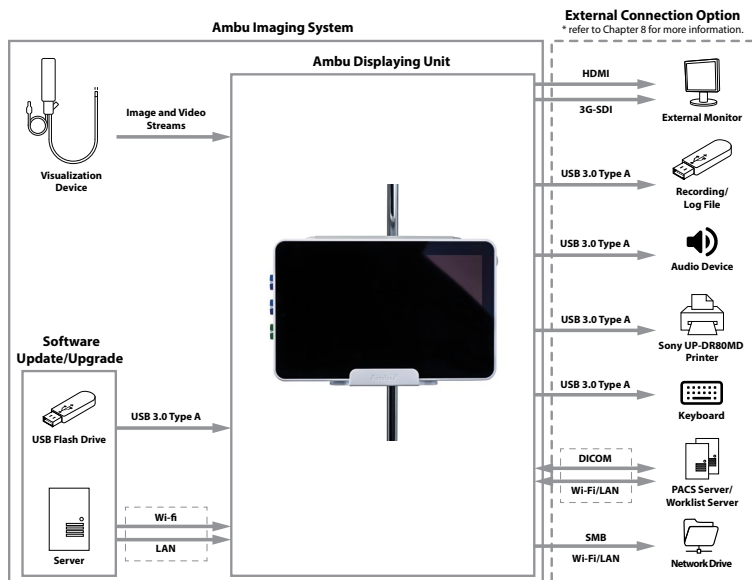 External Connection Option
* refer to Chapter 8 for more information.
Ambu Imaging System
Ambu Displaying Unit
Image and Video
Streams
Visualization
Device
HDMI
3G-SDI
External Monitor
USB 3.0 Type A
Recording/
Log File
USB 3.0 Type A
Audio Device
USB 3.0 Type A
Sony UP-DR80MD
Printer
USB 3.0 Type A
Keyboard
DICOM
Wi-Fi/LAN
PACS Server/
Worklist Server
SMB
Wi-Fi/LAN
Network Drive
Software
Update/Upgrade
USB Flash Drive
USB 3.0 Type A
Server
Wi-fi
LAN